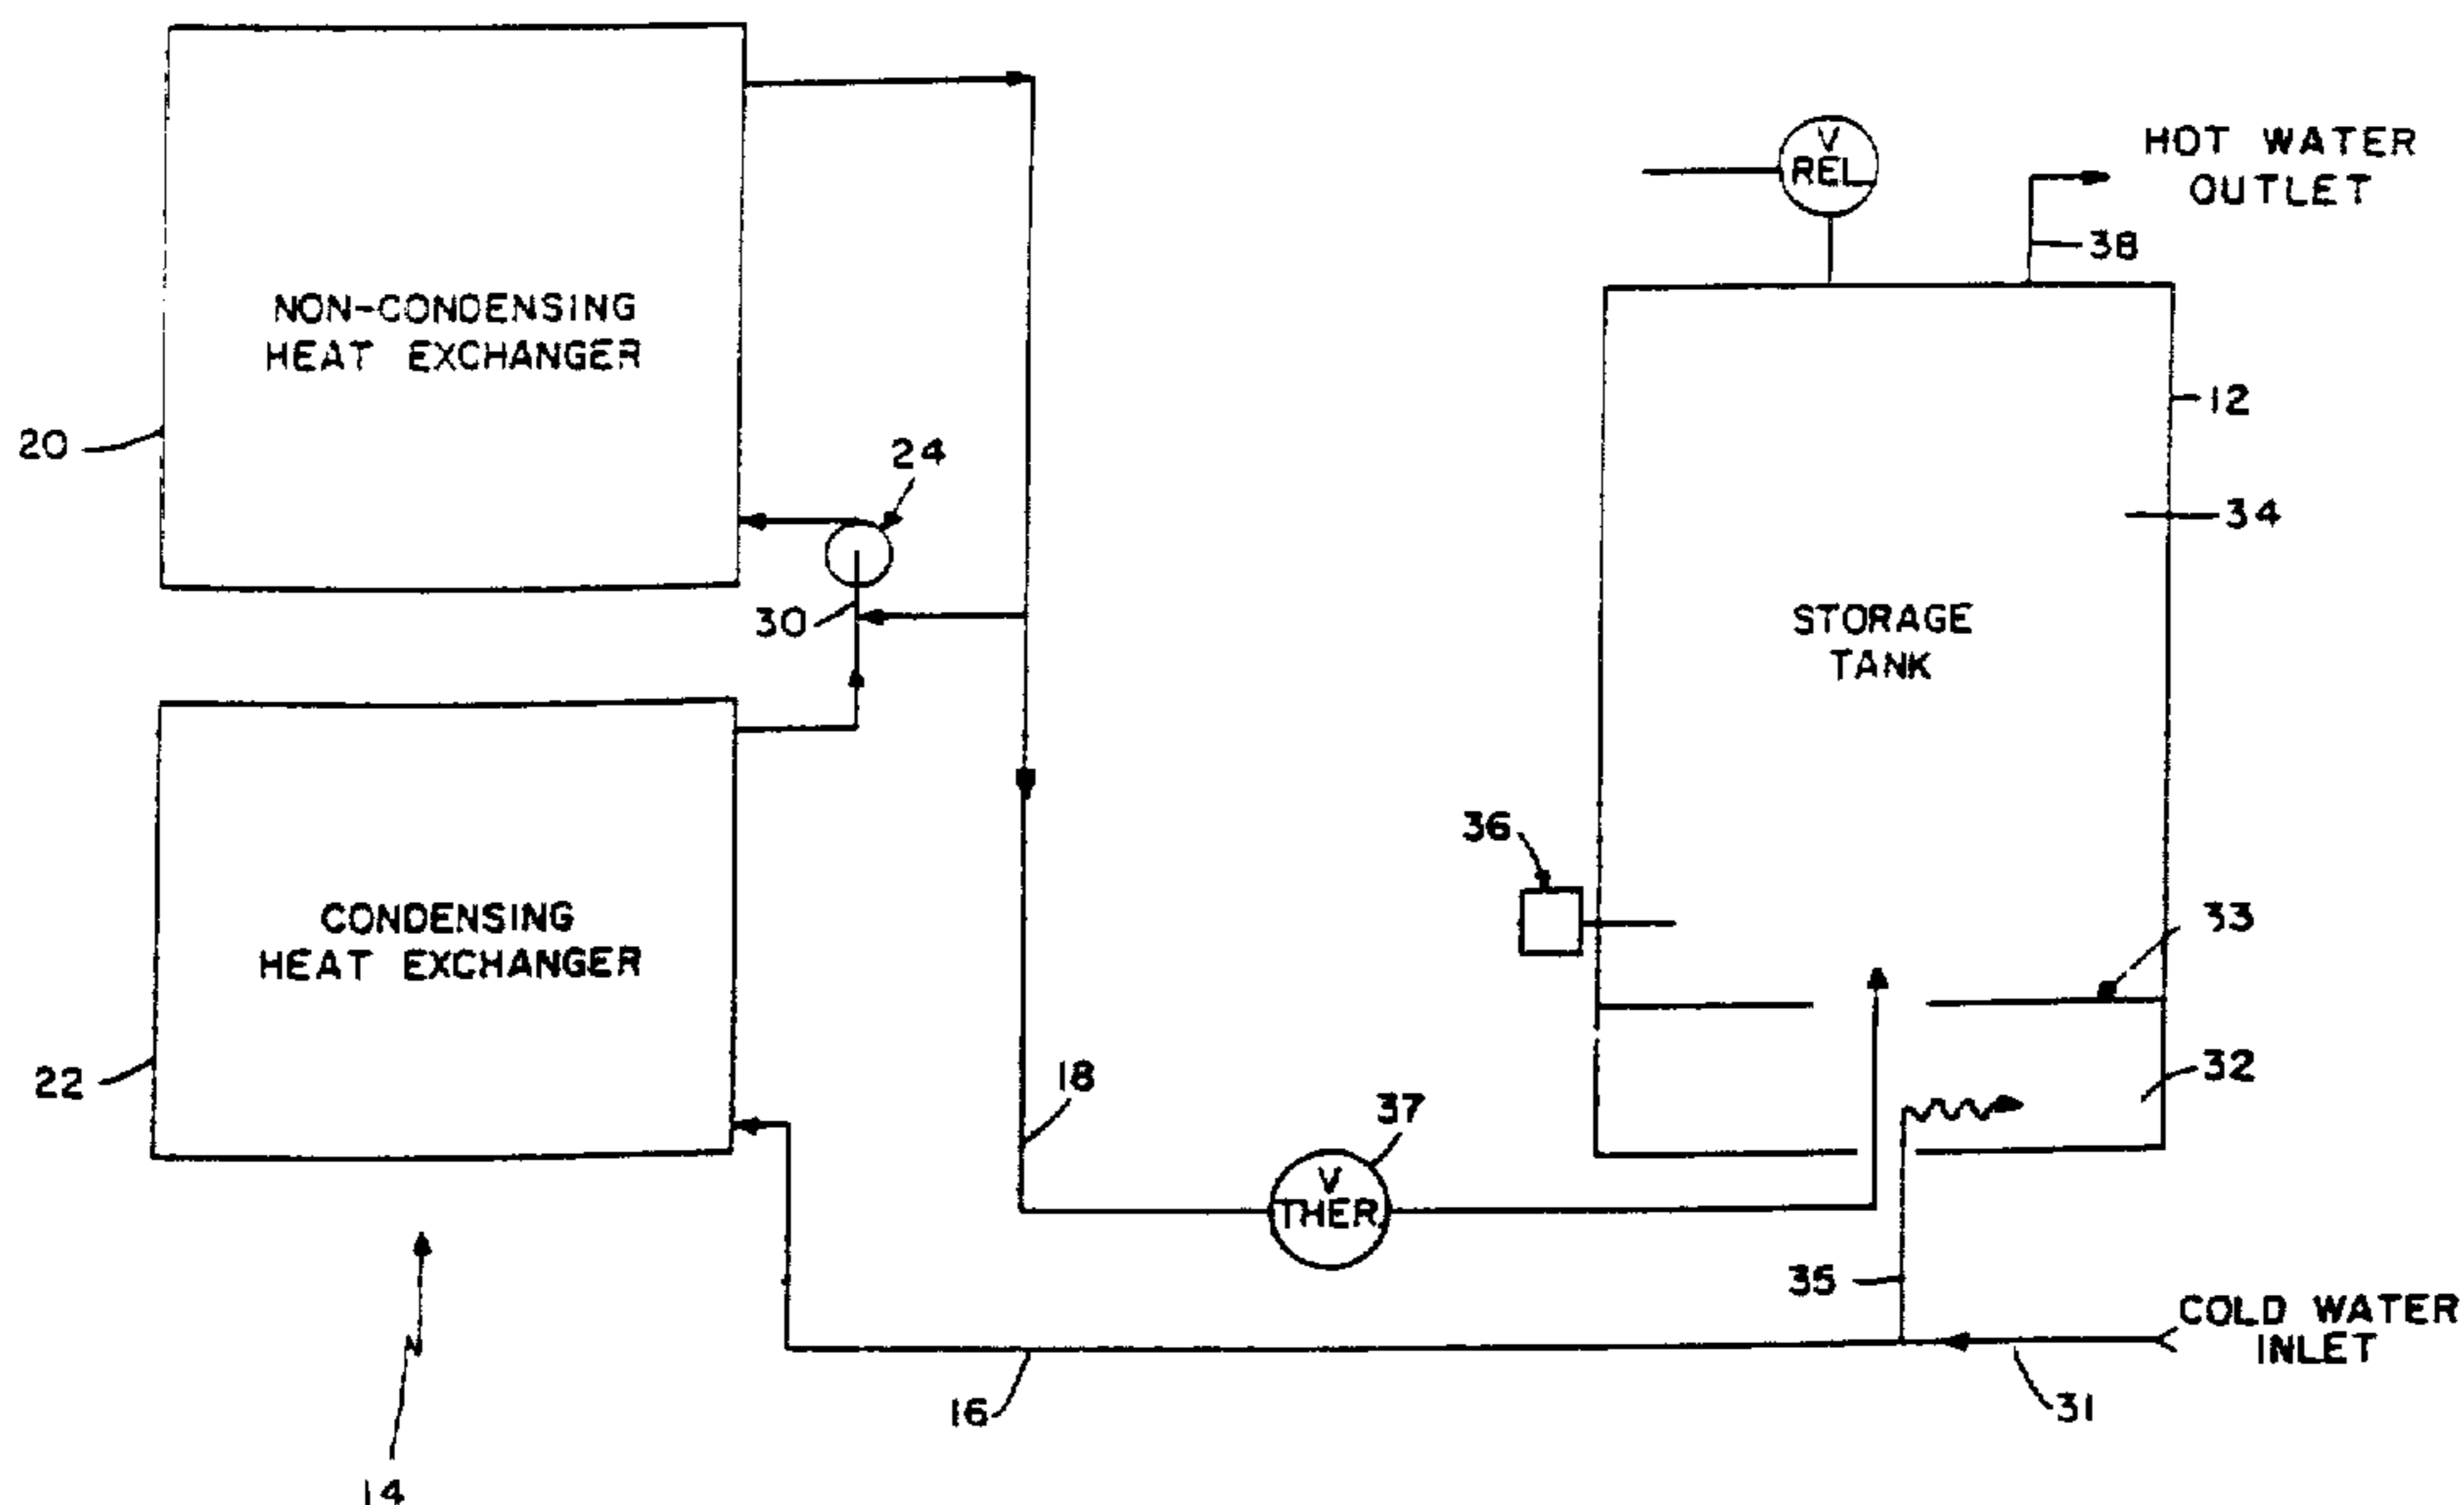 V
REL
HOT WATER
OUTLET
38
NON-CONDENSING
HEAT EXCHANGER
12
20
24
34
30
STORAGE
TANK
36
CONDENSING
HEAT EXCHANGER
33
22
18
37
32
V
THER.
35
COLD WATER
INLET
16
31
14